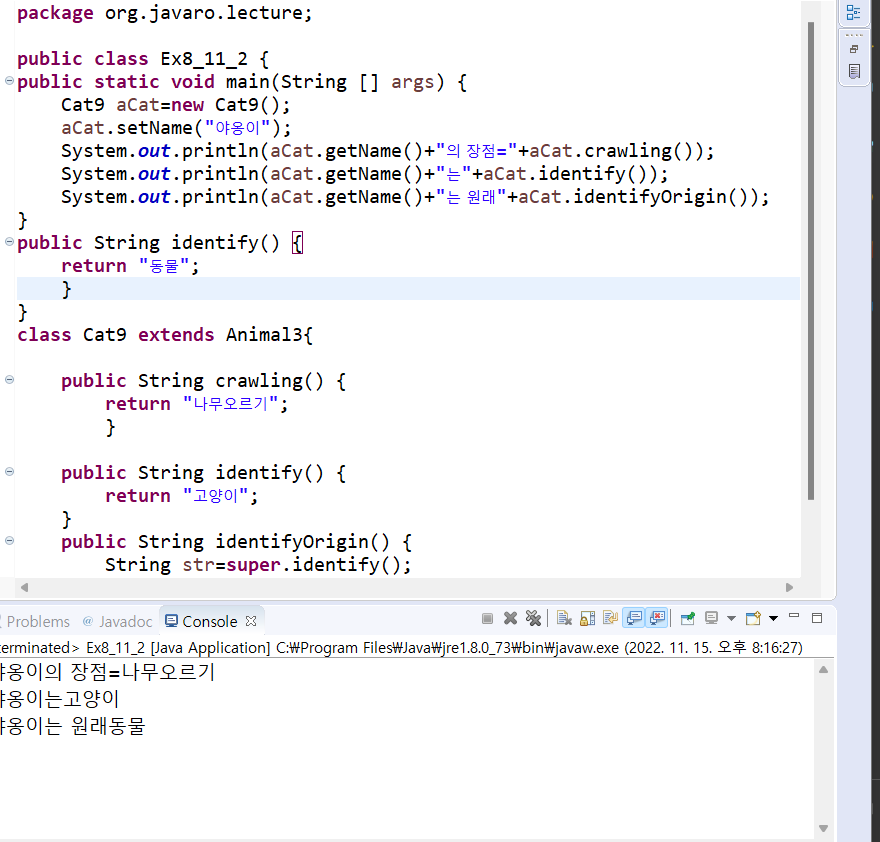 package org.javaro.lecture;
public class Ex8_11_2 {
public static void main(String [] args) {
Cat9 aCat=new Cat9();
aCat.setName("야옹이");
System.out.println(aCat.getName()+"의 장점="+aCat.crawling());
System.out.println(aCat.getName()+"는"+aCat.identify());
System.out.println(aCat.getName()+"는 원래"+aCat.identifyOrigin());
}
public String identify() {
return "동물";
}
}
class Cat9 extends Animal3{
public String crawling() {
return "나무오르기";
}
public String identify() {
return "고양이";
}
public String identifyOrigin() {
String str=super.identify();
Problems @ Javadoc Console
terminated> Ex8_11_2 [Java Application] C:₩Program Files₩Java₩jre1.8.0_73₩bin₩javaw.exe (2022. 11. 15. 오후 8:16:27)
야옹이의 장점=나무오르기
야옹이는고양이
야옹이는 원래동물